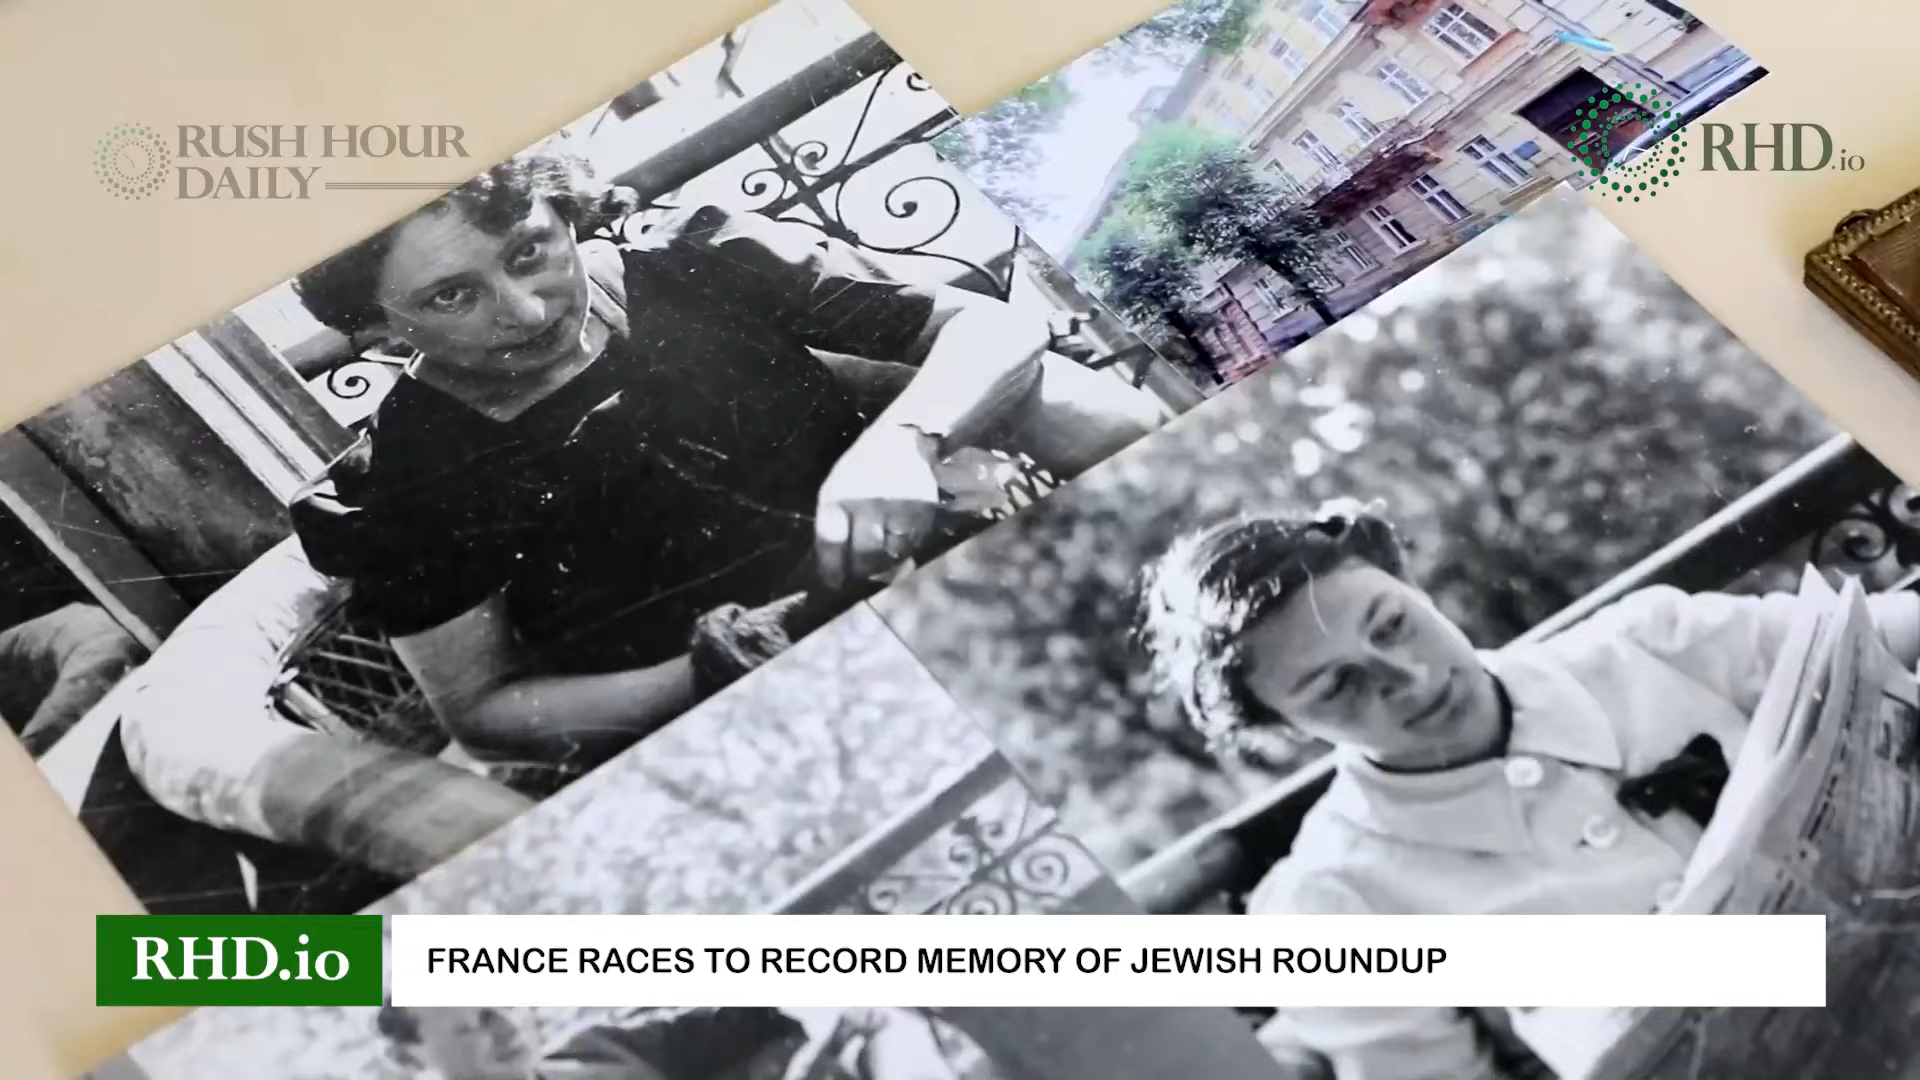 RUSH HOUR
DAILY
RHD.io
RHD.io
FRANCE RACES TO RECORD MEMORY OF JEWISH ROUNDUP